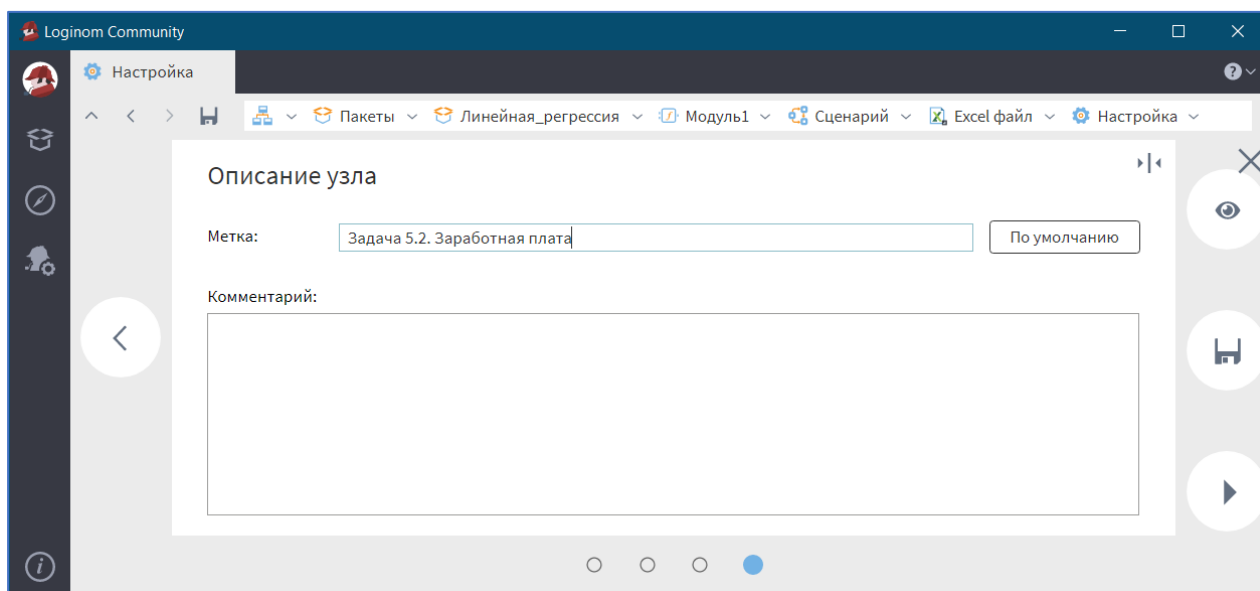 Loginom Community
Настройка
Пакеты Линейная_регрессия Модуль1 Сценарий Excel файл Настройка
Описание узла
Метка: Задача 5.2. Заработная плата По умолчанию
Комментарий: